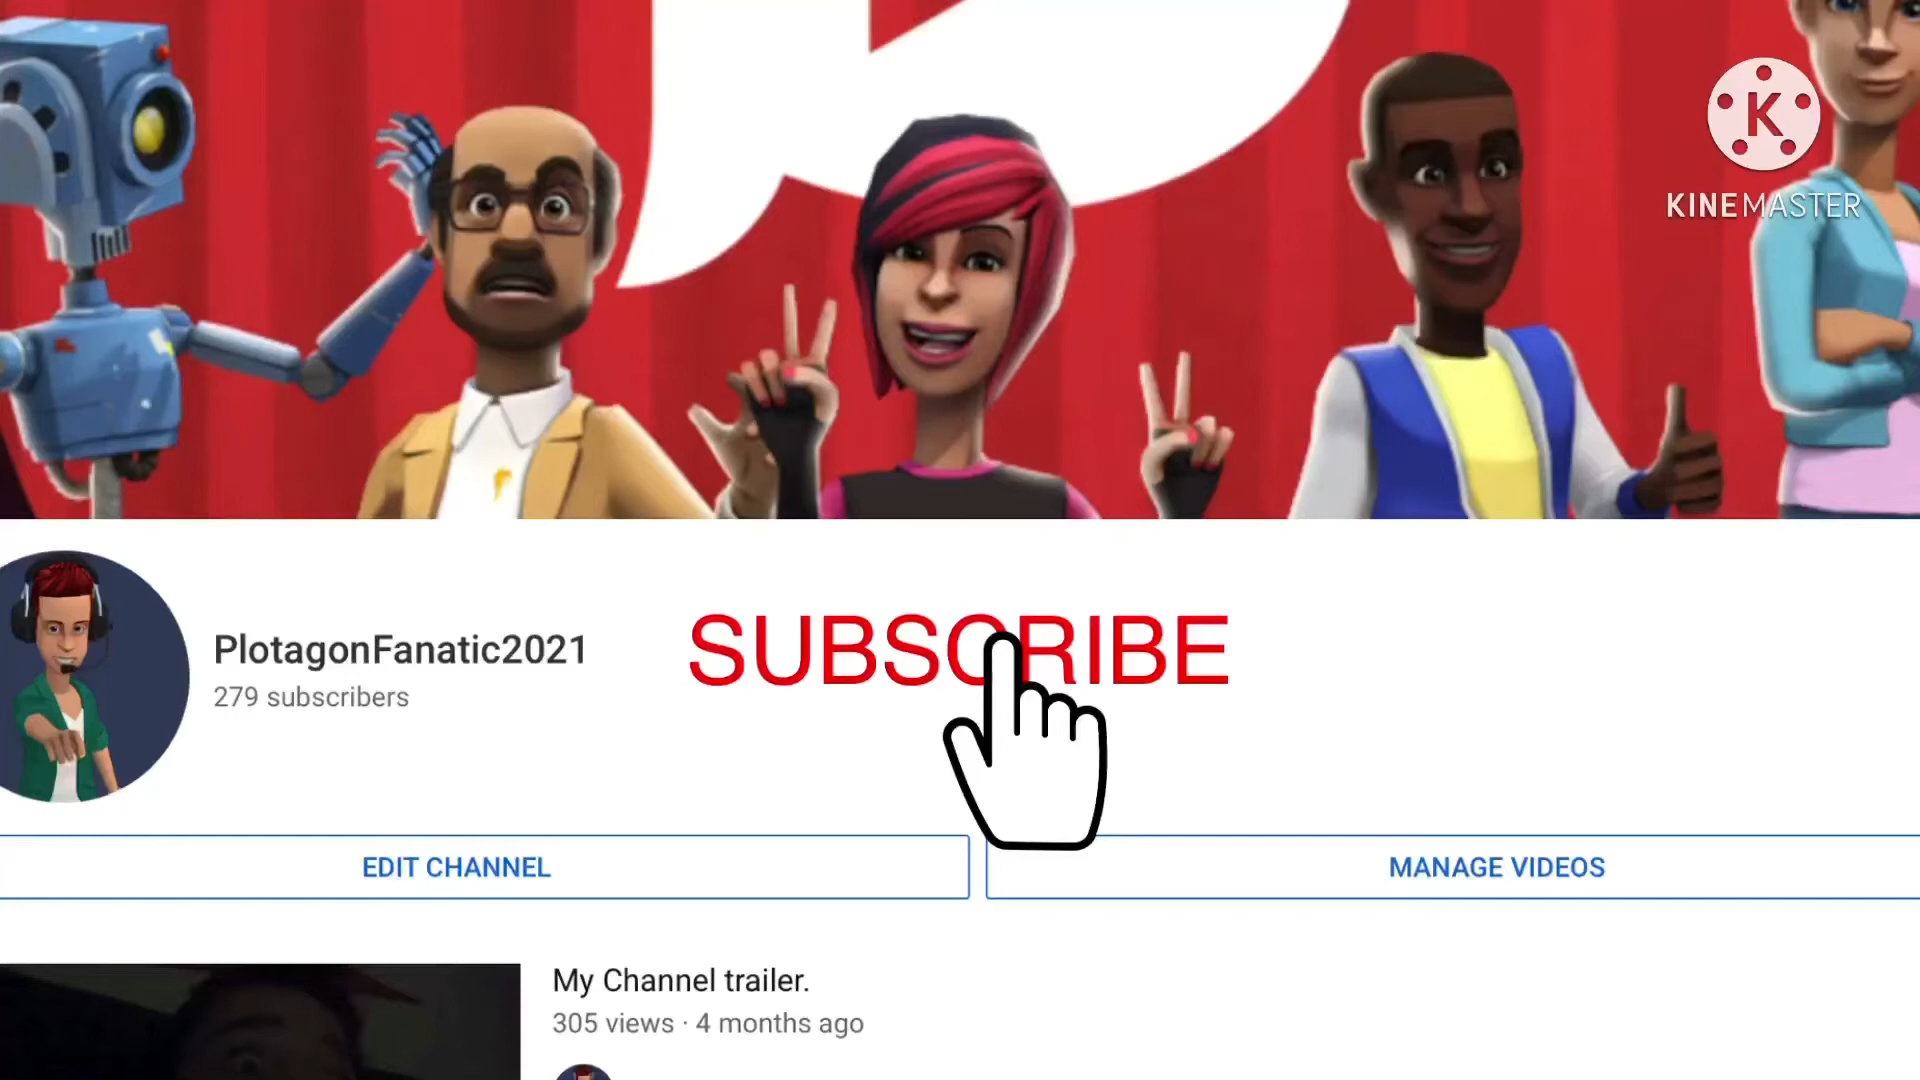 K
KINEMASTER
PlotagonFanatic2021
279 subscribers
SUBSCRIBE
EDIT CHANNEL
MANAGE VIDEOS
My Channel trailer.
305 views · 4 months ago